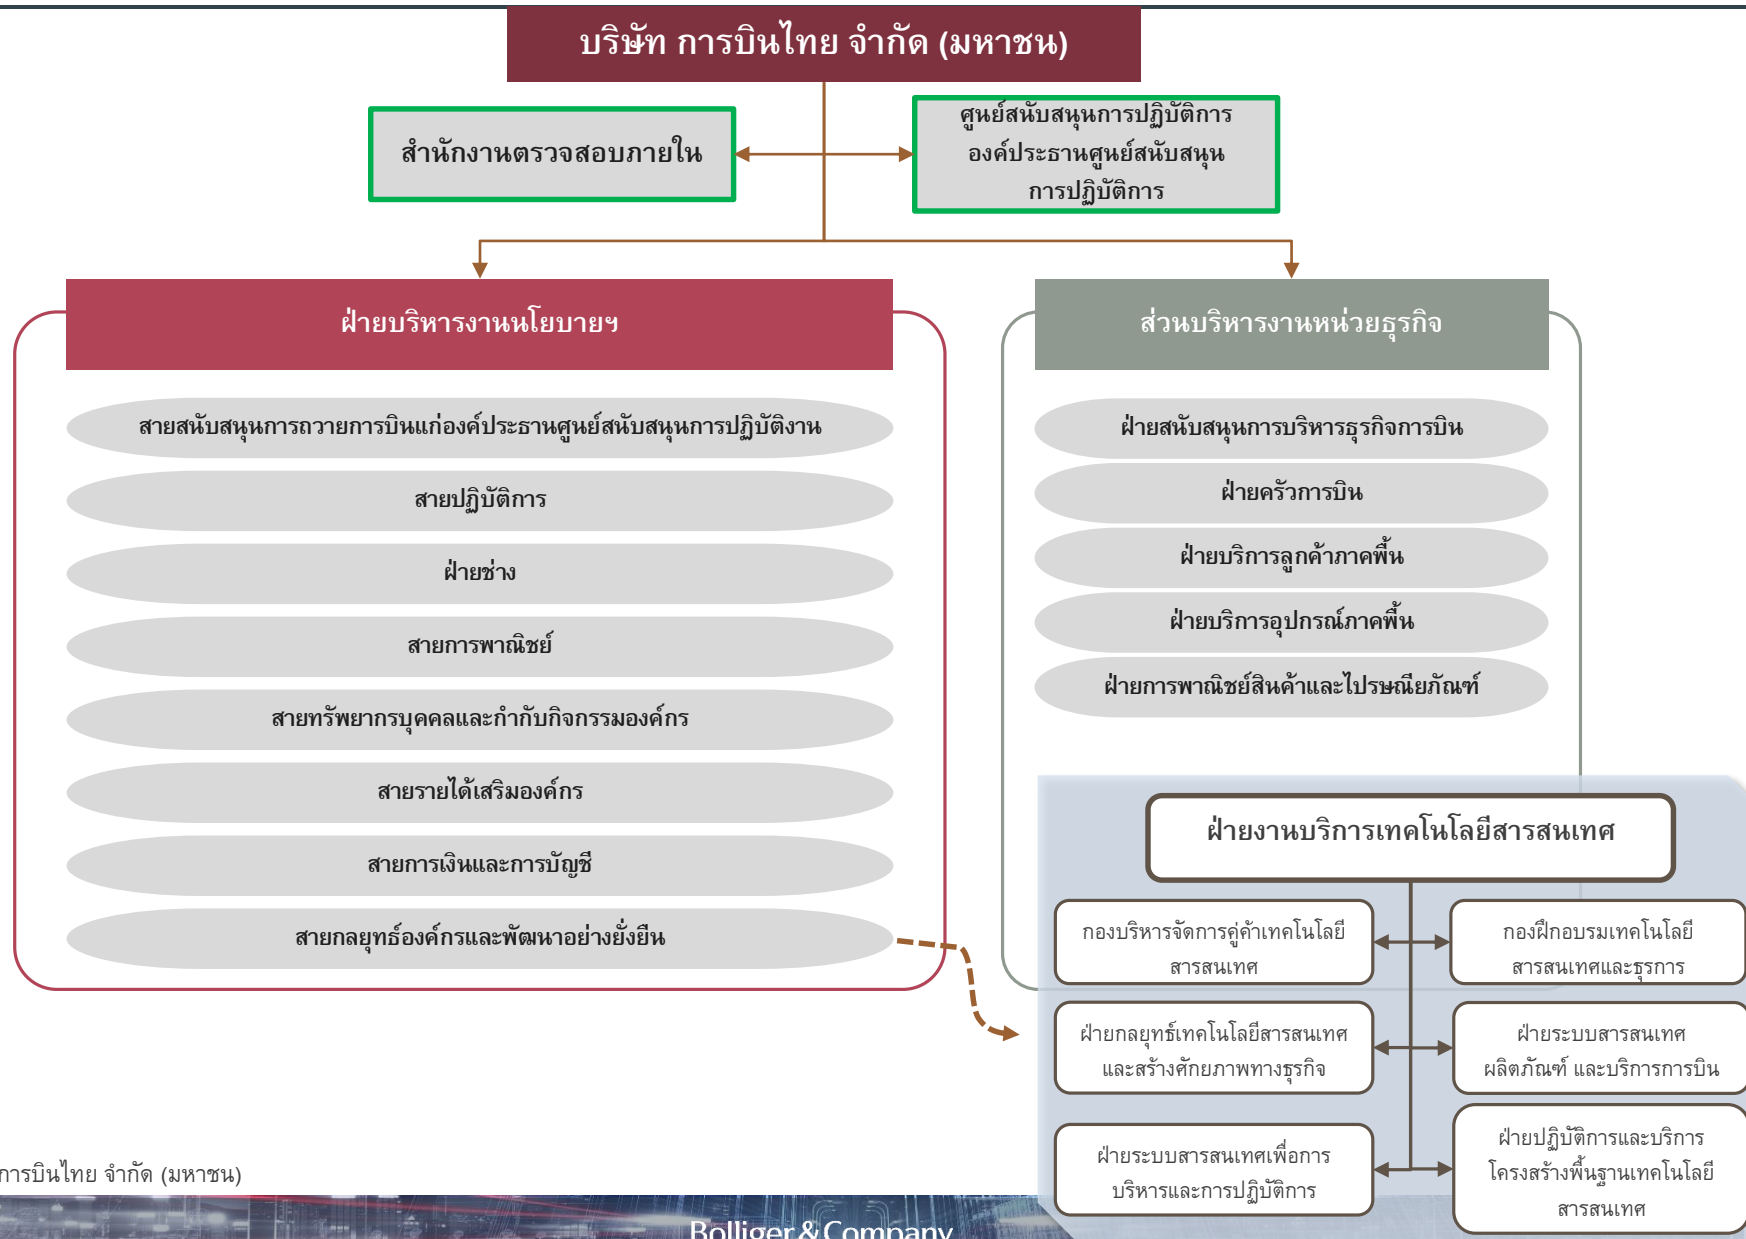 บริษัท การบินไทย จำกัด (มหาชน)
สำนักงานตรวจสอบภายใน
ศูนย์สนับสนุนการปฏิบัติการ
องค์ประธานศูนย์สนับสนุน
การปฏิบัติการ
ฝ่ายบริหารงานนโยบายฯ
สายสนับสนุนการถวายการบินแก่องค์ประธานศูนย์สนับสนุนการปฏิบัติงาน
สายปฏิบัติการ
ฝ่ายช่าง
สายการพาณิชย์
สายทรัพยากรบุคคลและกำกับกิจกรรมองค์กร
สายรายได้เสริมองค์กร
สายการเงินและการบัญชี
สายกลยุทธ์องค์กรและพัฒนาอย่างยั่งยืน
ส่วนบริหารงานหน่วยธุรกิจ
ฝ่ายสนับสนุนการบริหารธุรกิจการบิน
ฝ่ายครัวการบิน
ฝ่ายบริการลูกค้าภาคพื้น
ฝ่ายบริการอุปกรณ์ภาคพื้น
ฝ่ายการพาณิชย์สินค้าและไปรษณียภัณฑ์
ฝ่ายงานบริการเทคโนโลยีสารสนเทศ
กองบริหารจัดการคู่ค้าเทคโนโลยี
สารสนเทศ
กองฝึกอบรมเทคโนโลยี
สารสนเทศและธุรการ
ฝ่ายกลยุทธ์เทคโนโลยีสารสนเทศ
และสร้างศักยภาพทางธุรกิจ
ฝ่ายระบบสารสนเทศ
ผลิตภัณฑ์ และบริการการบิน
ฝ่ายระบบสารสนเทศเพื่อการ
บริหารและการปฏิบัติการ
ฝ่ายปฏิบัติการและบริการ
โครงสร้างพื้นฐานเทคโนโลยี
สารสนเทศ
การบินไทย จำกัด (มหาชน)
Bolliger & Company